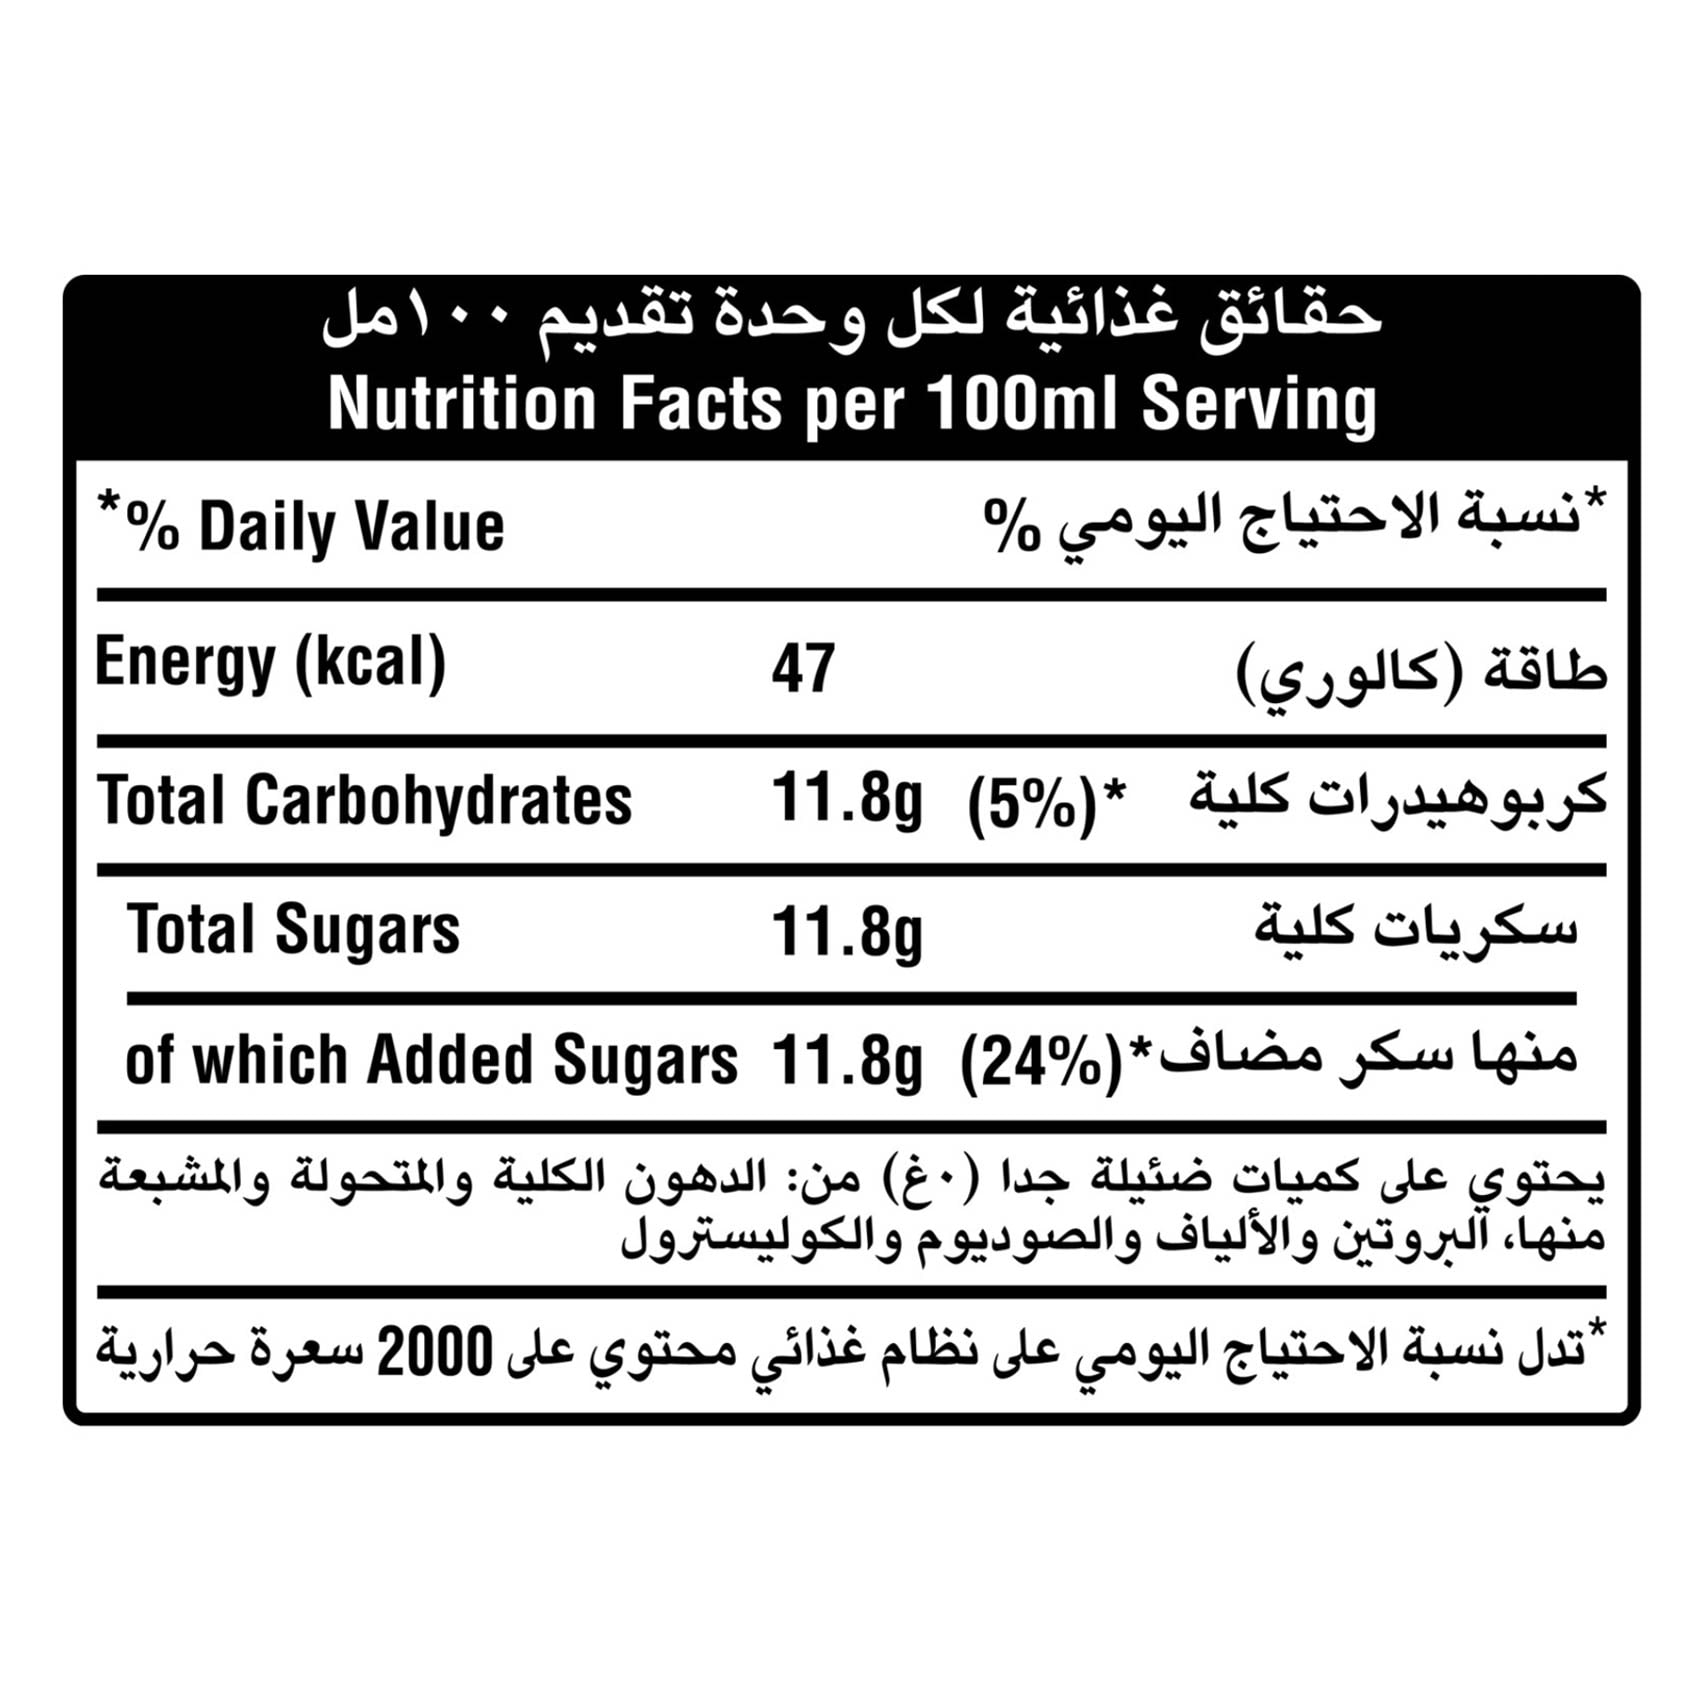 حقائق غذائية لكل وحدة تقديم ١٠٠مل
Nutrition Facts per 100ml Serving
*% Daily Value *نسبة الاحتياج اليومي %
Energy (kcal) 47 طاقة (كالوري)
Total Carbohydrates 11.8g (5%)* كربوهيدرات كلية
Total Sugars 11.8g سكريات كلية
of which Added Sugars 11.8g (24%)* منها سكر مضاف
يحتوي على كميات ضئيلة جدا (٠غ) من: الدهون الكلية والمتحولة والمشبعة
منها، البروتين والألياف والصوديوم والكوليسترول
*تدل نسبة الاحتياج اليومي على نظام غذائي محتوي على 2000 سعرة حرارية